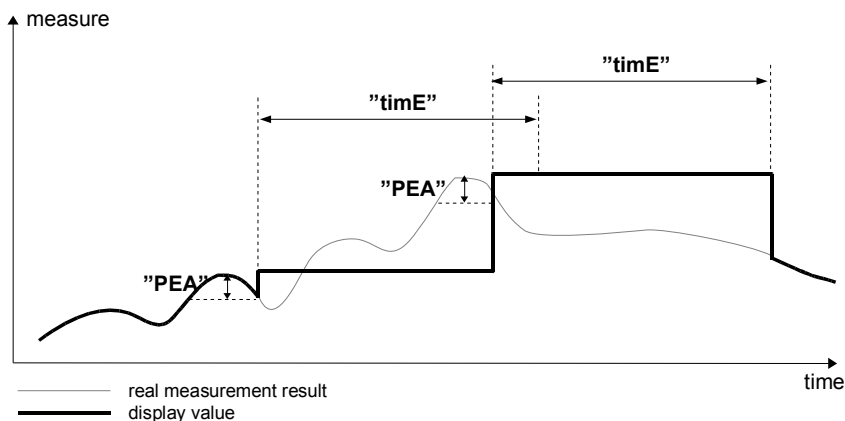 measure
”timE”
”timE”
”PEA”
”PEA”
time
real measurement result
display value